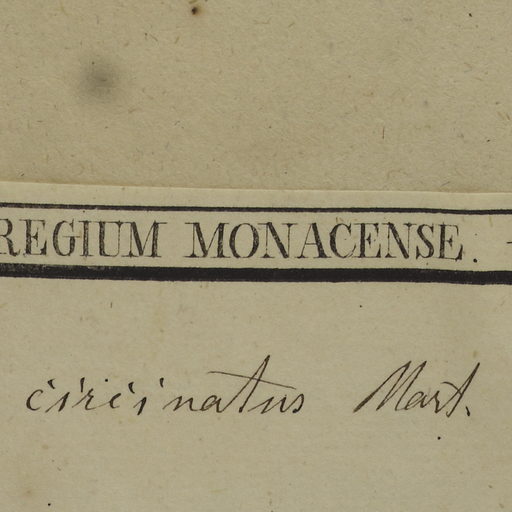 REGIUM MONACENSE.
circinatus Mart.